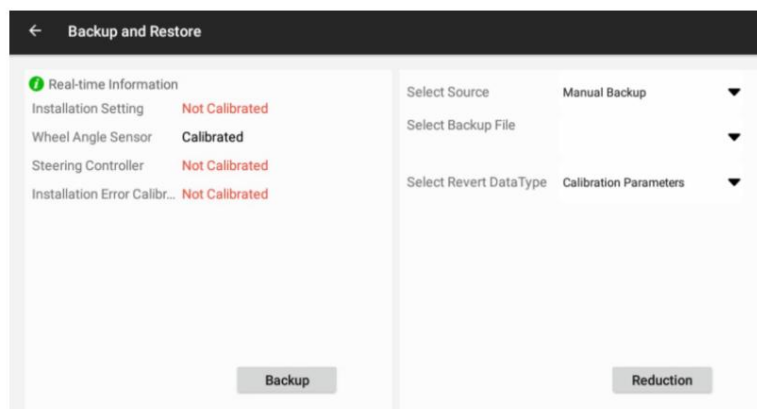 Backup and Restore
Real-time Information
Installation Setting Not Calibrated
Wheel Angle Sensor Calibrated
Steering Controller Not Calibrated
Installation Error Calibr... Not Calibrated
Backup
Select Source Manual Backup
Select Backup File
Select Revert DataType Calibration Parameters
Reduction